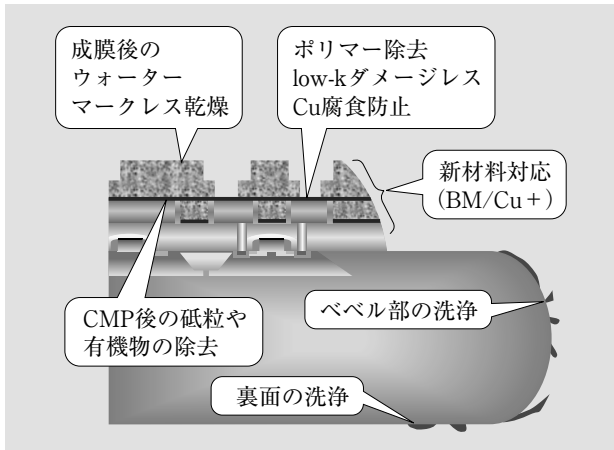 成膜後の
ウォーター
マークレス乾燥
ポリマー除去
low-kダメージレス
Cu腐食防止
新材料対応
(BM/Cu+)
CMP後の砥粒や
有機物の除去
ベベル部の洗浄
裏面の洗浄